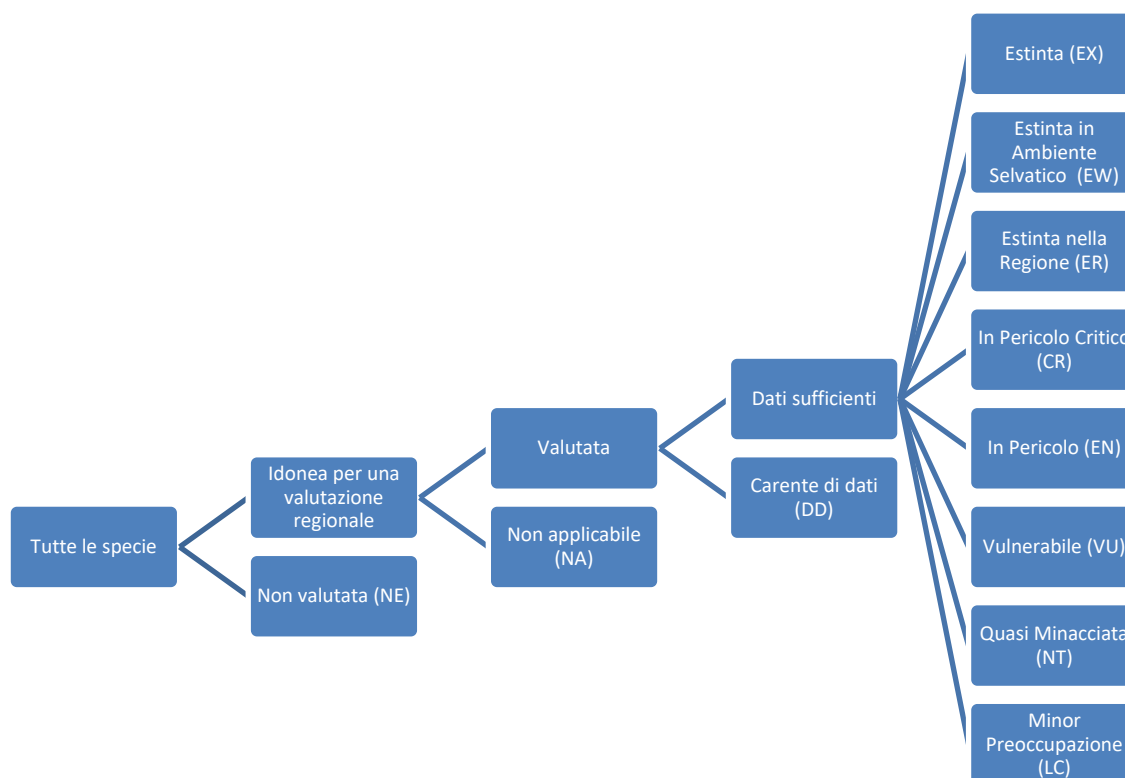 Tutte le specie
Idonea per una
valutazione
regionale
Non valutata (NE)
Valutata
Non applicabile
(NA)
Dati sufficienti
Carente di dati
(DD)
Estinta (EX)
Estinta in
Ambiente
Selvatico (EW)
Estinta nella
Regione (ER)
In Pericolo Critico
(CR)
In Pericolo (EN)
Vulnerabile (VU)
Quasi Minacciata
(NT)
Minor
Preoccupazione
(LC)